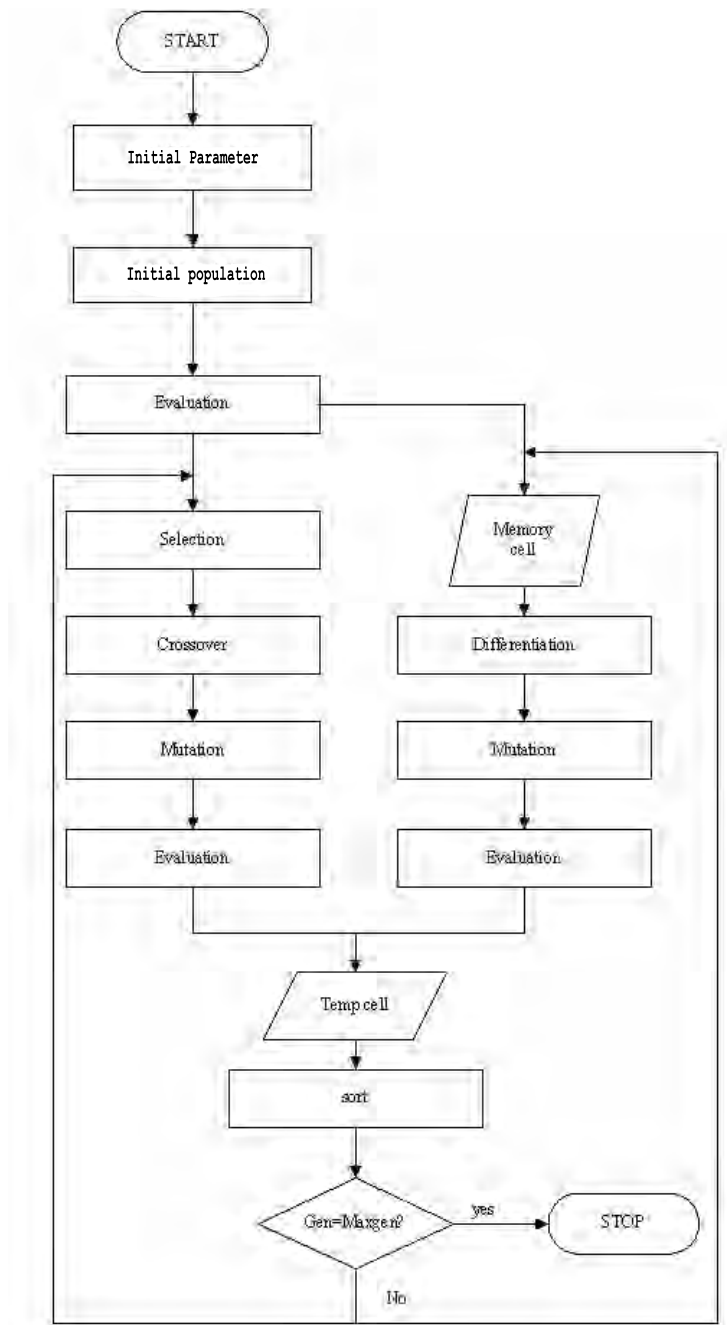 START
Initial Parameter
Initial population
Evaluation
Selection
Memory
cell
Crossover
Differentiation
Mutation
Mutation
Evaluation
Evaluation
Temp cell
sort
Gen=Maxgen?
yes
STOP
No